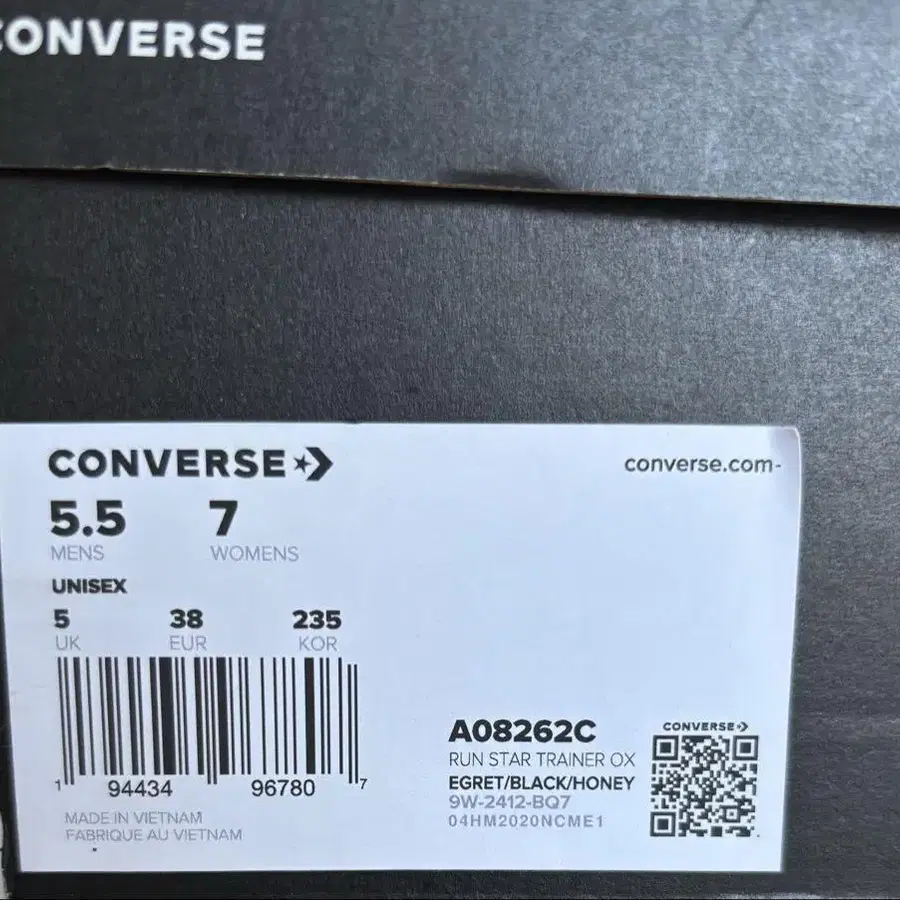 CONVERSE
CONVERSE
converse.com-
5.5 7
MENS WOMENS
UNISEX
5 38 235
UK EUR KOR
1 94434 96780 7
MADE IN VIETNAM
FABRIQUE AU VIETNAM
A08262C
RUN STAR TRAINER OX
EGRET/BLACK/HONEY
9W-2412-BQ7
04HM2020NCME1
CONVERSE